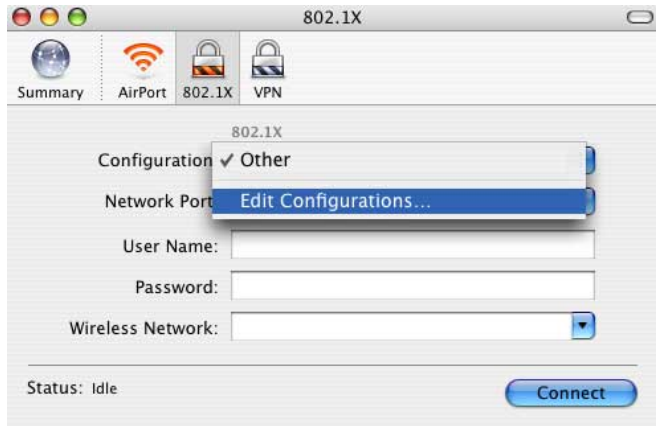 802.1X
Summary AirPort 802.1X VPN
802.1X
Configuration ✓ Other
Edit Configurations...
Network Port
User Name:
Password:
Wireless Network:
Status: Idle
Connect